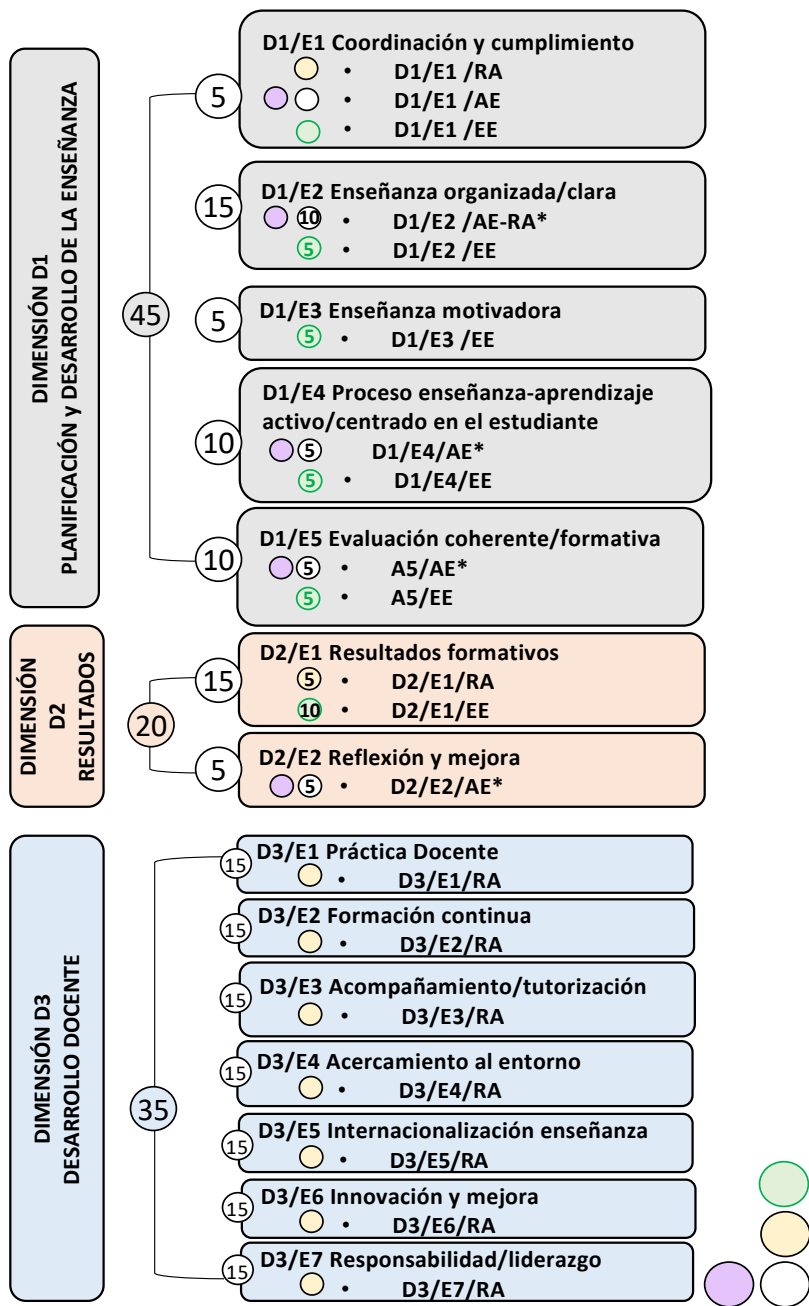 DIMENSIÓN D1
PLANIFICACIÓN y DESARROLLO DE LA ENSEÑANZA
45
5
D1/E1 Coordinación y cumplimiento
• D1/E1 /RA
• D1/E1 /AE
• D1/E1 /EE
15
D1/E2 Enseñanza organizada/clara
10 • D1/E2 /AE-RA*
5 • D1/E2 /EE
5
D1/E3 Enseñanza motivadora
5 • D1/E3 /EE
10
D1/E4 Proceso enseñanza-aprendizaje
activo/centrado en el estudiante
5 D1/E4/AE*
5 • D1/E4/EE
10
D1/E5 Evaluación coherente/formativa
5 • A5/AE*
5 • A5/EE
DIMENSIÓN
D2
RESULTADOS
20
15
D2/E1 Resultados formativos
5 • D2/E1/RA
10 • D2/E1/EE
5
D2/E2 Reflexión y mejora
5 • D2/E2/AE*
DIMENSIÓN D3
DESARROLLO DOCENTE
35
15
D3/E1 Práctica Docente
• D3/E1/RA
15
D3/E2 Formación continua
• D3/E2/RA
15
D3/E3 Acompañamiento/tutorización
• D3/E3/RA
15
D3/E4 Acercamiento al entorno
• D3/E4/RA
15
D3/E5 Internacionalización enseñanza
• D3/E5/RA
15
D3/E6 Innovación y mejora
• D3/E6/RA
15
D3/E7 Responsabilidad/liderazgo
• D3/E7/RA